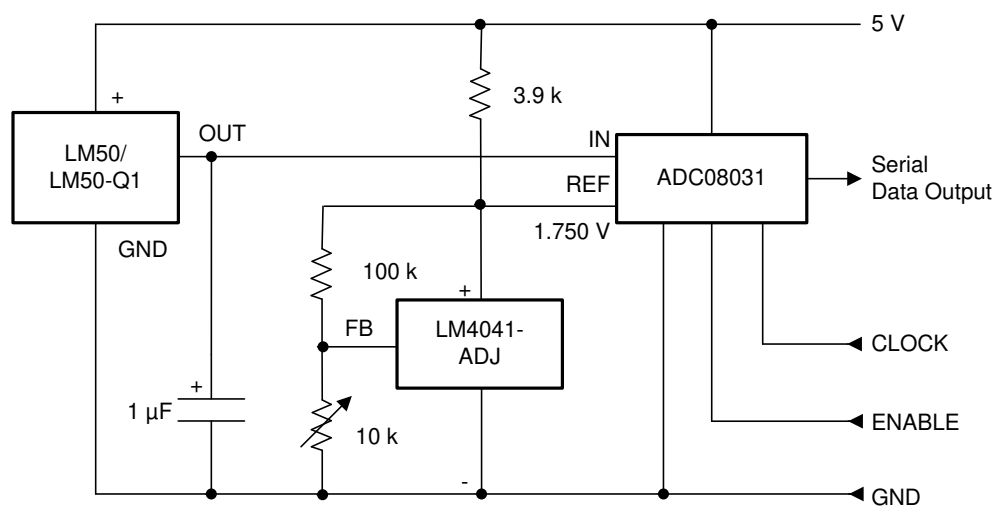 5 V
+
3.9 k
OUT
IN
LM50/
LM50-Q1
ADC08031
Serial
Data Output
REF
1.750 V
GND
100 k
+
FB
LM4041-
ADJ
CLOCK
+
1 µF
10 k
ENABLE
-
GND